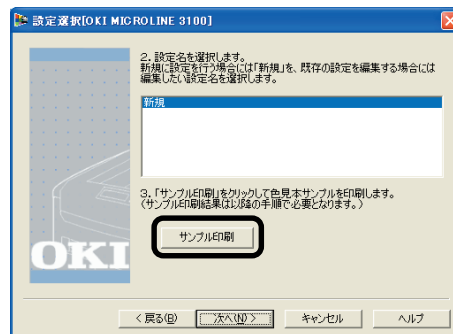 設定選択[OKI MICROLINE 3100]
2. 設定名を選択します。
新規に設定を行う場合には「新規」を、既存の設定を編集する場合には
編集したい設定名を選択します。
新規
3. 「サンプル印刷」をクリックして色見本サンプルを印刷します。
(サンプル印刷結果は以降の手順で必要となります。)
サンプル印刷
OKI
< 戻る(B)
次へ(N) >
キャンセル
ヘルプ